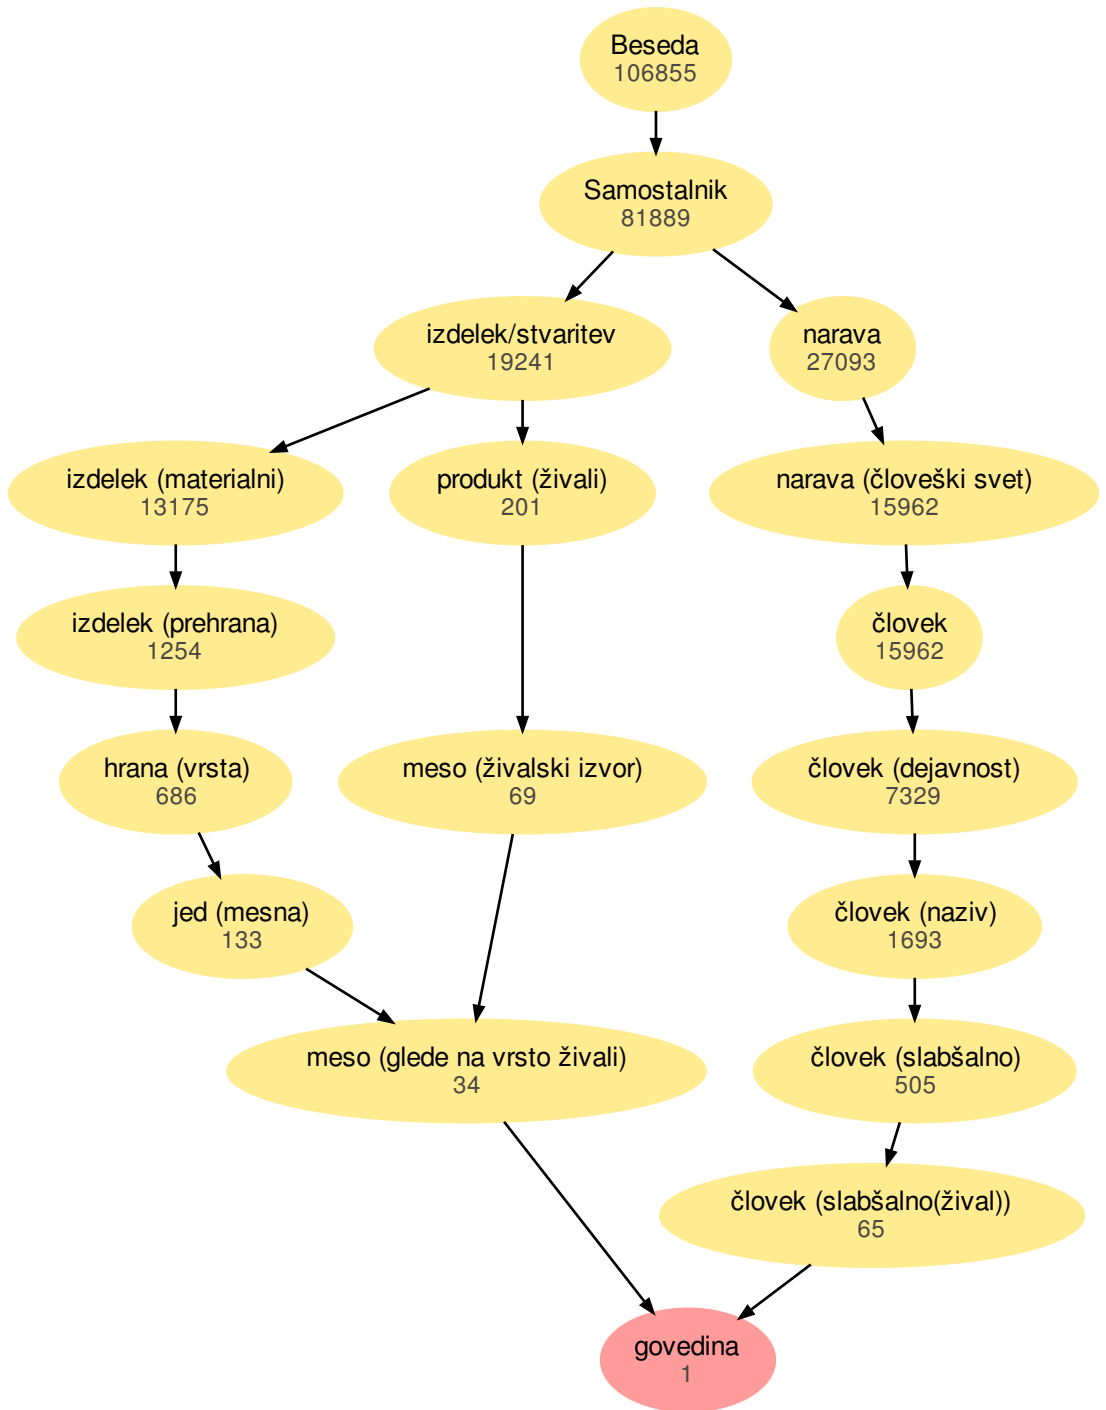 Beseda
106855
Samostalnik
81889
izdelek/stvaritev
19241
narava
27093
izdelek (materialni)
13175
produkt (živali)
201
narava (človeški svet)
15962
izdelek (prehrana)
1254
človek
15962
hrana (vrsta)
686
meso (živalski izvor)
69
človek (dejavnost)
7329
jed (mesna)
133
človek (naziv)
1693
meso (glede na vrsto živali)
34
človek (slabšalno)
505
človek (slabšalno(žival))
65
govedina
1